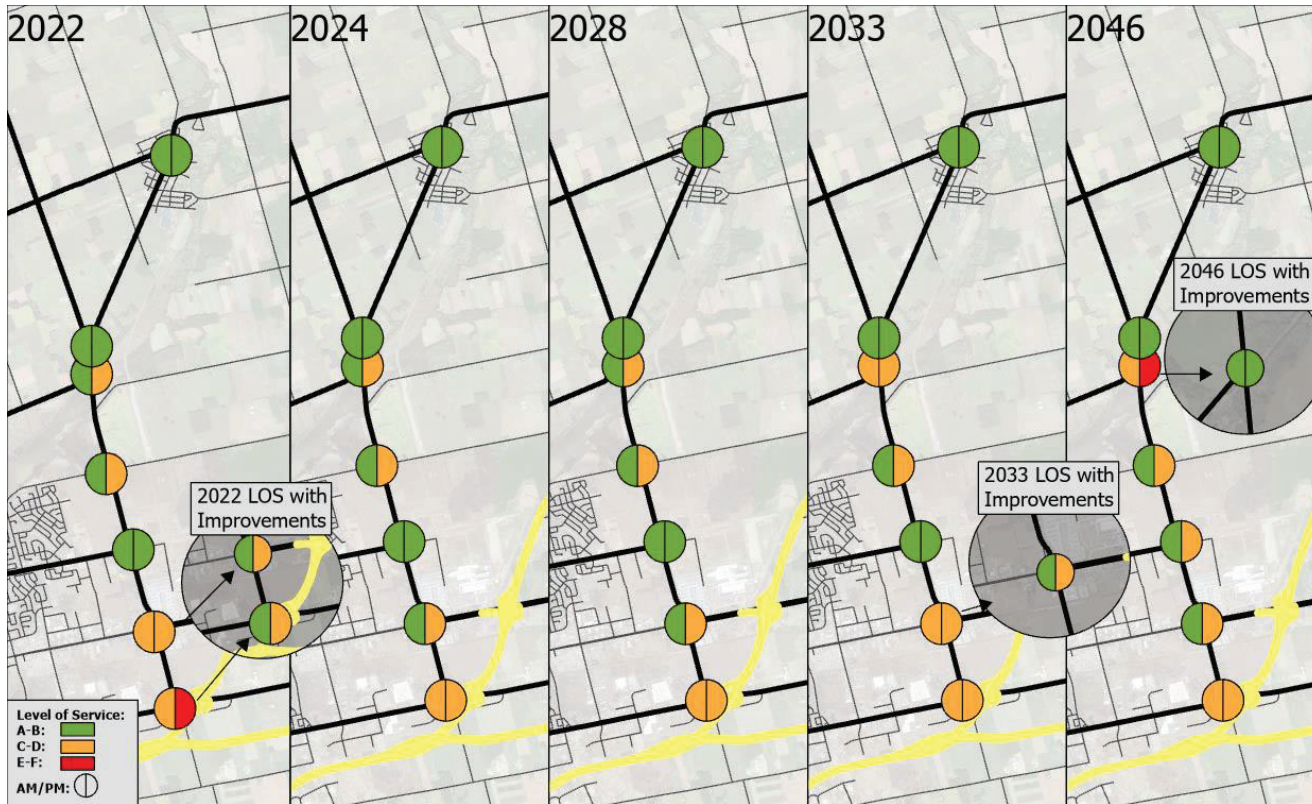 2022
2024
2028
2033
2046
2046 LOS with
Improvements
2033 LOS with
Improvements
2022 LOS with
Improvements
Level of Service:
A-B:
C-D:
E-F:
AM/PM: